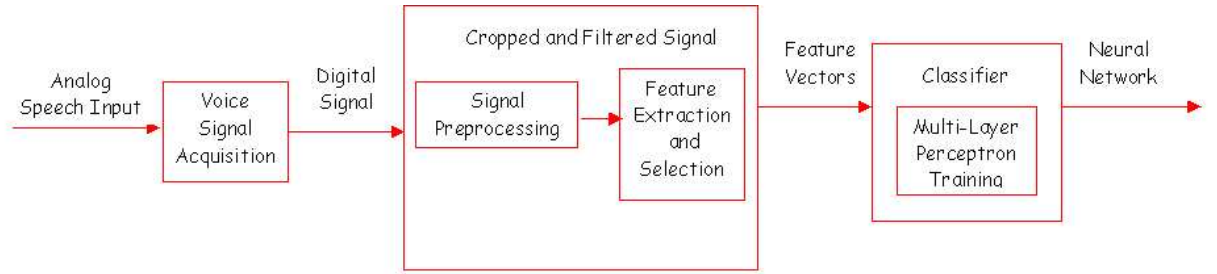 Analog
Speech Input
Voice
Signal
Acquisition
Digital
Signal
Cropped and Filtered Signal
Signal
Preprocessing
Feature
Extraction
and
Selection
Feature
Vectors
Classifier
Multi-Layer
Perceptron
Training
Neural
Network